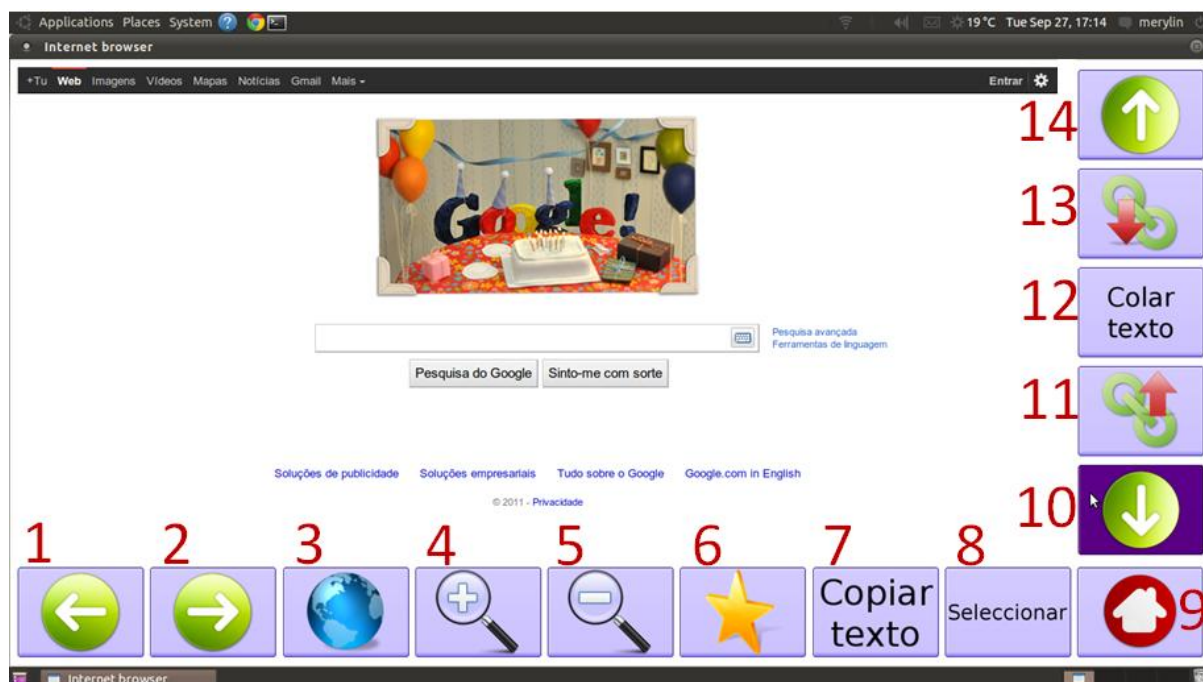 Applications Places System
19 °C Tue Sep 27, 17:14 merylin
Internet browser
+Tu Web Imagens Vídeos Mapas Notícias Gmail Mais
Entrar
14
Google!
13
12
Colar
texto
Pesquisa avançada
Ferramentas de linguagem
Pesquisa do Google Sinto-me com sorte
11
Soluções de publicidade Soluções empresariais Tudo sobre o Google Google.com in English
© 2011 - Privacidade
10
1 2 3 4 5 6 7 8
Copiar
texto
Seleccionar
9
Internet browser